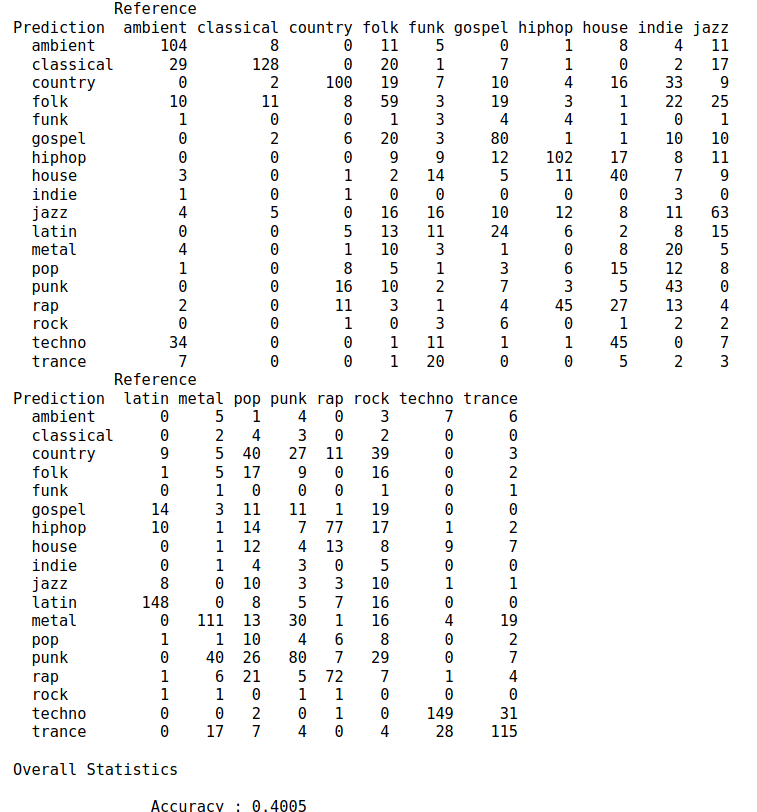 Reference
Prediction  ambient classical country folk funk gospel hiphop house indie jazz
  ambient       104         8       0   11    5      0      1     8     4   11
  classical      29       128       0   20    1      7      1     0     2   17
  country         0         2     100   19    7     10      4    16    33    9
  folk           10        11       8   59    3     19      3     1    22   25
  funk            1         0       0    1    3      4      4     1     0    1
  gospel          0         2       6   20    3     80      1     1    10   10
  hiphop          0         0       0    9    9     12    102    17     8   11
  house           3         0       1    2   14      5     11    40     7    9
  indie           1         0       1    0    0      0      0     0     3    0
  jazz            4         5       0   16   16     10     12     8    11   63
  latin           0         0       5   13   11     24      6     2     8   15
  metal           4         0       1   10    3      1      0     8    20    5
  pop             1         0       8    5    1      3      6    15    12    8
  punk            0         0      16   10    2      7      3     5    43    0
  rap             2         0      11    3    1      4     45    27    13    4
  rock            0         0       1    0    3      6      0     1     2    2
  techno         34         0       0    1   11      1      1    45     0    7
  trance          7         0       0    1   20      0      0     5     2    3
           Reference
Prediction  latin metal pop punk rap rock techno trance
  ambient       0     5   1    4   0    3      7      6
  classical     0     2   4    3   0    2      0      0
  country       9     5  40   27  11   39      0      3
  folk          1     5  17    9   0   16      0      2
  funk          0     1   0    0   0    1      0      1
  gospel       14     3  11   11   1   19      0      0
  hiphop       10     1  14    7  77   17      1      2
  house         0     1  12    4  13    8      9      7
  indie         0     1   4    3   0    5      0      0
  jazz          8     0  10    3   3   10      1      1
  latin       148     0   8    5   7   16      0      0
  metal         0   111  13   30   1   16      4     19
  pop           1     1  10    4   6    8      0      2
  punk          0    40  26   80   7   29      0      7
  rap           1     6  21    5  72    7      1      4
  rock          1     1   0    1   1    0      0      0
  techno        0     0   2    0   1    0    149     31
  trance        0    17   7    4   0    4     28    115
Overall Statistics
               Accuracy : 0.4005